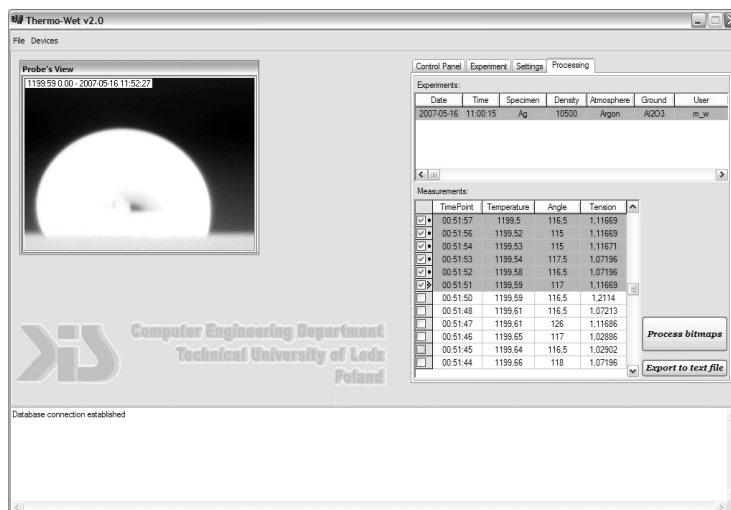 Thermo-Wet v2.0
File Devices
Probe's View
1199.59 0.00 - 2007-05-16 11:52:27
Control Panel Experiment Settings Processing
Experiments:
Date Time Specimen Density Atmosphere Ground User
2007-05-16 11:00:15 Ag 10500 Argon Al2O3 m_w
Measurements:
TimePoint Temperature Angle Tension
00:51:57 1199,5 116,5 1,11669
00:51:56 1199,52 115 1,11669
00:51:54 1199,53 115 1,11671
00:51:53 1199,54 117,5 1,07196
00:51:52 1199,58 116,5 1,07196
00:51:51 1199,59 117 1,11669
00:51:50 1199,59 116,5 1,2114
00:51:48 1199,61 116,5 1,07213
00:51:47 1199,61 126 1,11686
00:51:46 1199,65 117 1,02886
00:51:45 1199,64 116,5 1,02902
00:51:44 1199,66 118 1,07196
Process bitmaps
Export to text file
Computer Engineering Department
Technical University of Lodz
Poland
Database connection established